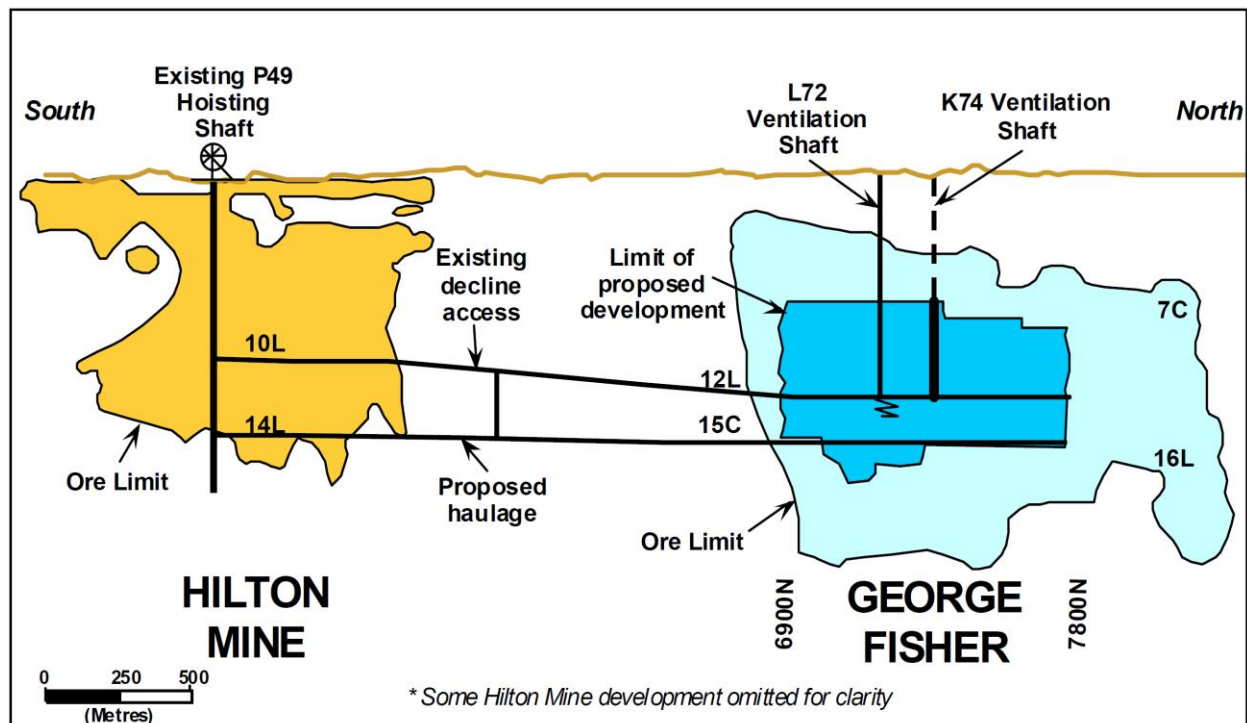 South
Existing P49
Hoisting
Shaft
L72
Ventilation
Shaft
K74 Ventilation
Shaft
North
Existing
decline
access
Limit of
proposed
development
7C
10L
12L
14L
15C
16L
Ore Limit
Proposed
haulage
Ore Limit
HILTON
MINE
6900N
GEORGE
FISHER
7800N
0 250 500
(Metres)
* Some Hilton Mine development omitted for clarity